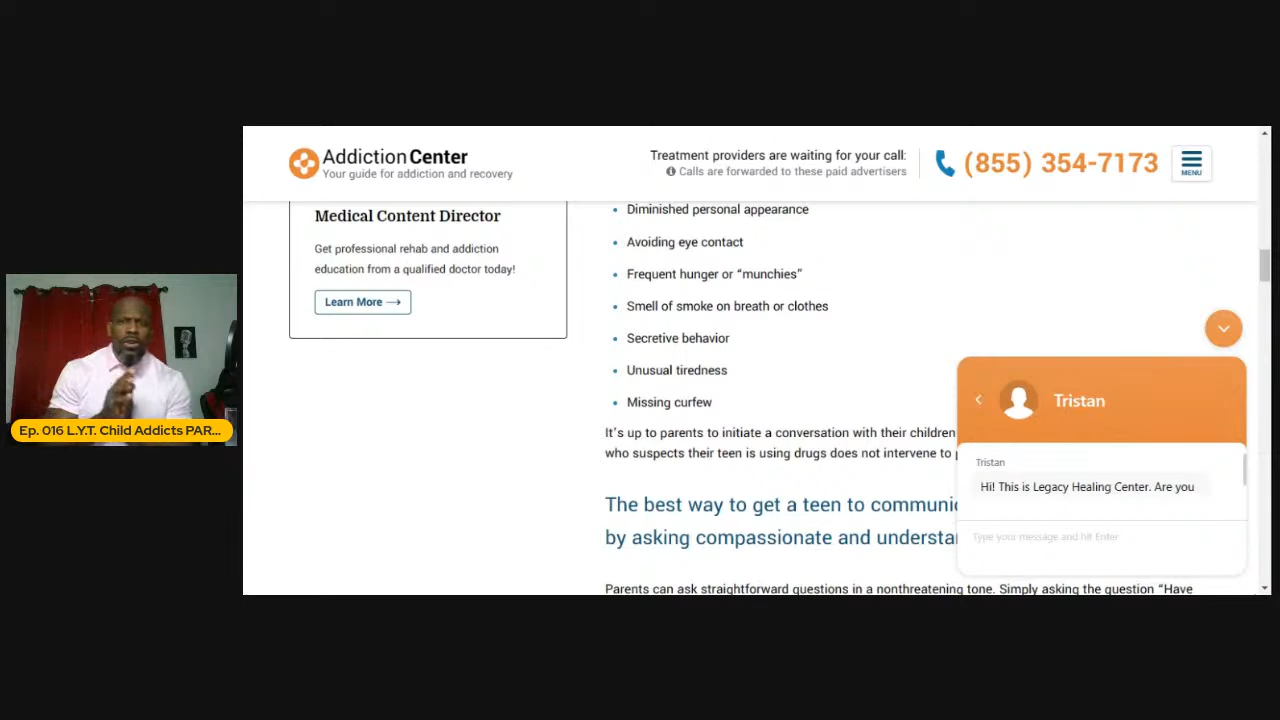 Addiction Center
Your guide for addiction and recovery
Treatment providers are waiting for your call:
Calls are forwarded to these paid advertisers
(855) 354-7173
MENU
Medical Content Director
Get professional rehab and addiction
education from a qualified doctor today!
Learn More →
Diminished personal appearance
Avoiding eye contact
Frequent hunger or “munchies”
Smell of smoke on breath or clothes
Secretive behavior
Unusual tiredness
Missing curfew
It’s up to parents to initiate a conversation with their children
who suspects their teen is using drugs does not intervene to
The best way to get a teen to
by asking compassionate and
Parents can ask straightforward questions in a nonthreatening tone. Simply asking the question “Have
Tristan
Tristan
Hi! This is Legacy Healing Center. Are you
Type your message and hit Enter
Ep. 016 L.Y.T. Child Addicts PAR...